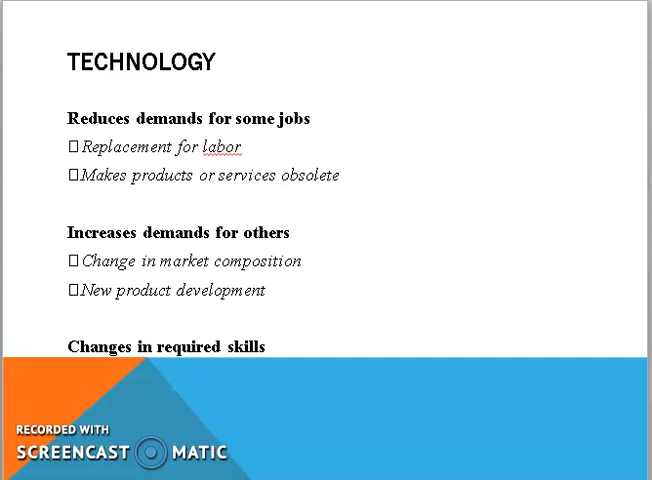 TECHNOLOGY
Reduces demands for some jobs
□Replacement for labor
□Makes products or services obsolete
Increases demands for others
□Change in market composition
□New product development
Changes in required skills
RECORDED WITH
SCREENCAST MATIC